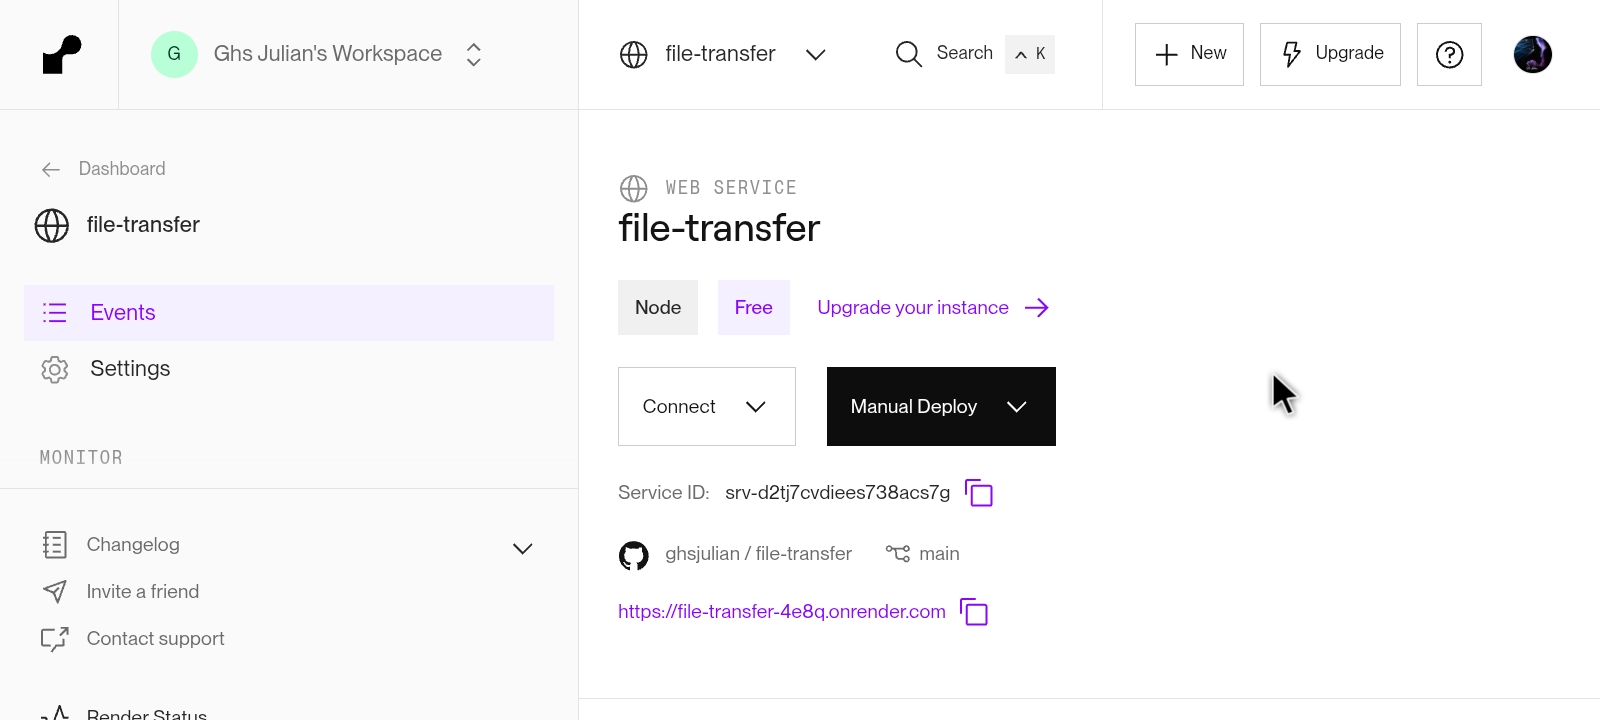 G Ghs Julian's Workspace
file-transfer
Search ^ K
New
Upgrade
Dashboard
file-transfer
Events
Settings
MONITOR
Changelog
Invite a friend
Contact support
Render Status
WEB SERVICE
file-transfer
Node Free Upgrade your instance
Connect Manual Deploy
Service ID: srv-d2tj7cvdiees738acs7g
ghsjulian / file-transfer main
https://file-transfer-4e8q.onrender.com